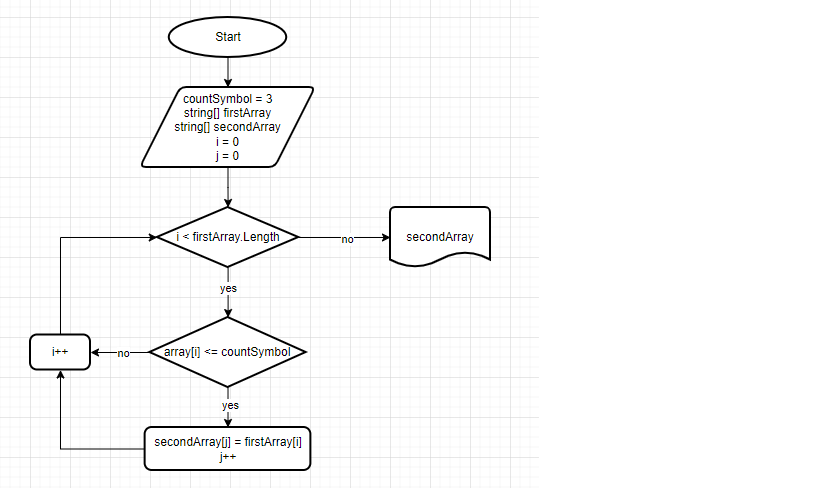 Start
countSymbol = 3
string[] firstArray
string[] secondArray
i = 0
j = 0
i < firstArray.Length
no
secondArray
yes
array[i] <= countSymbol
no
i++
yes
secondArray[j] = firstArray[i]
j++